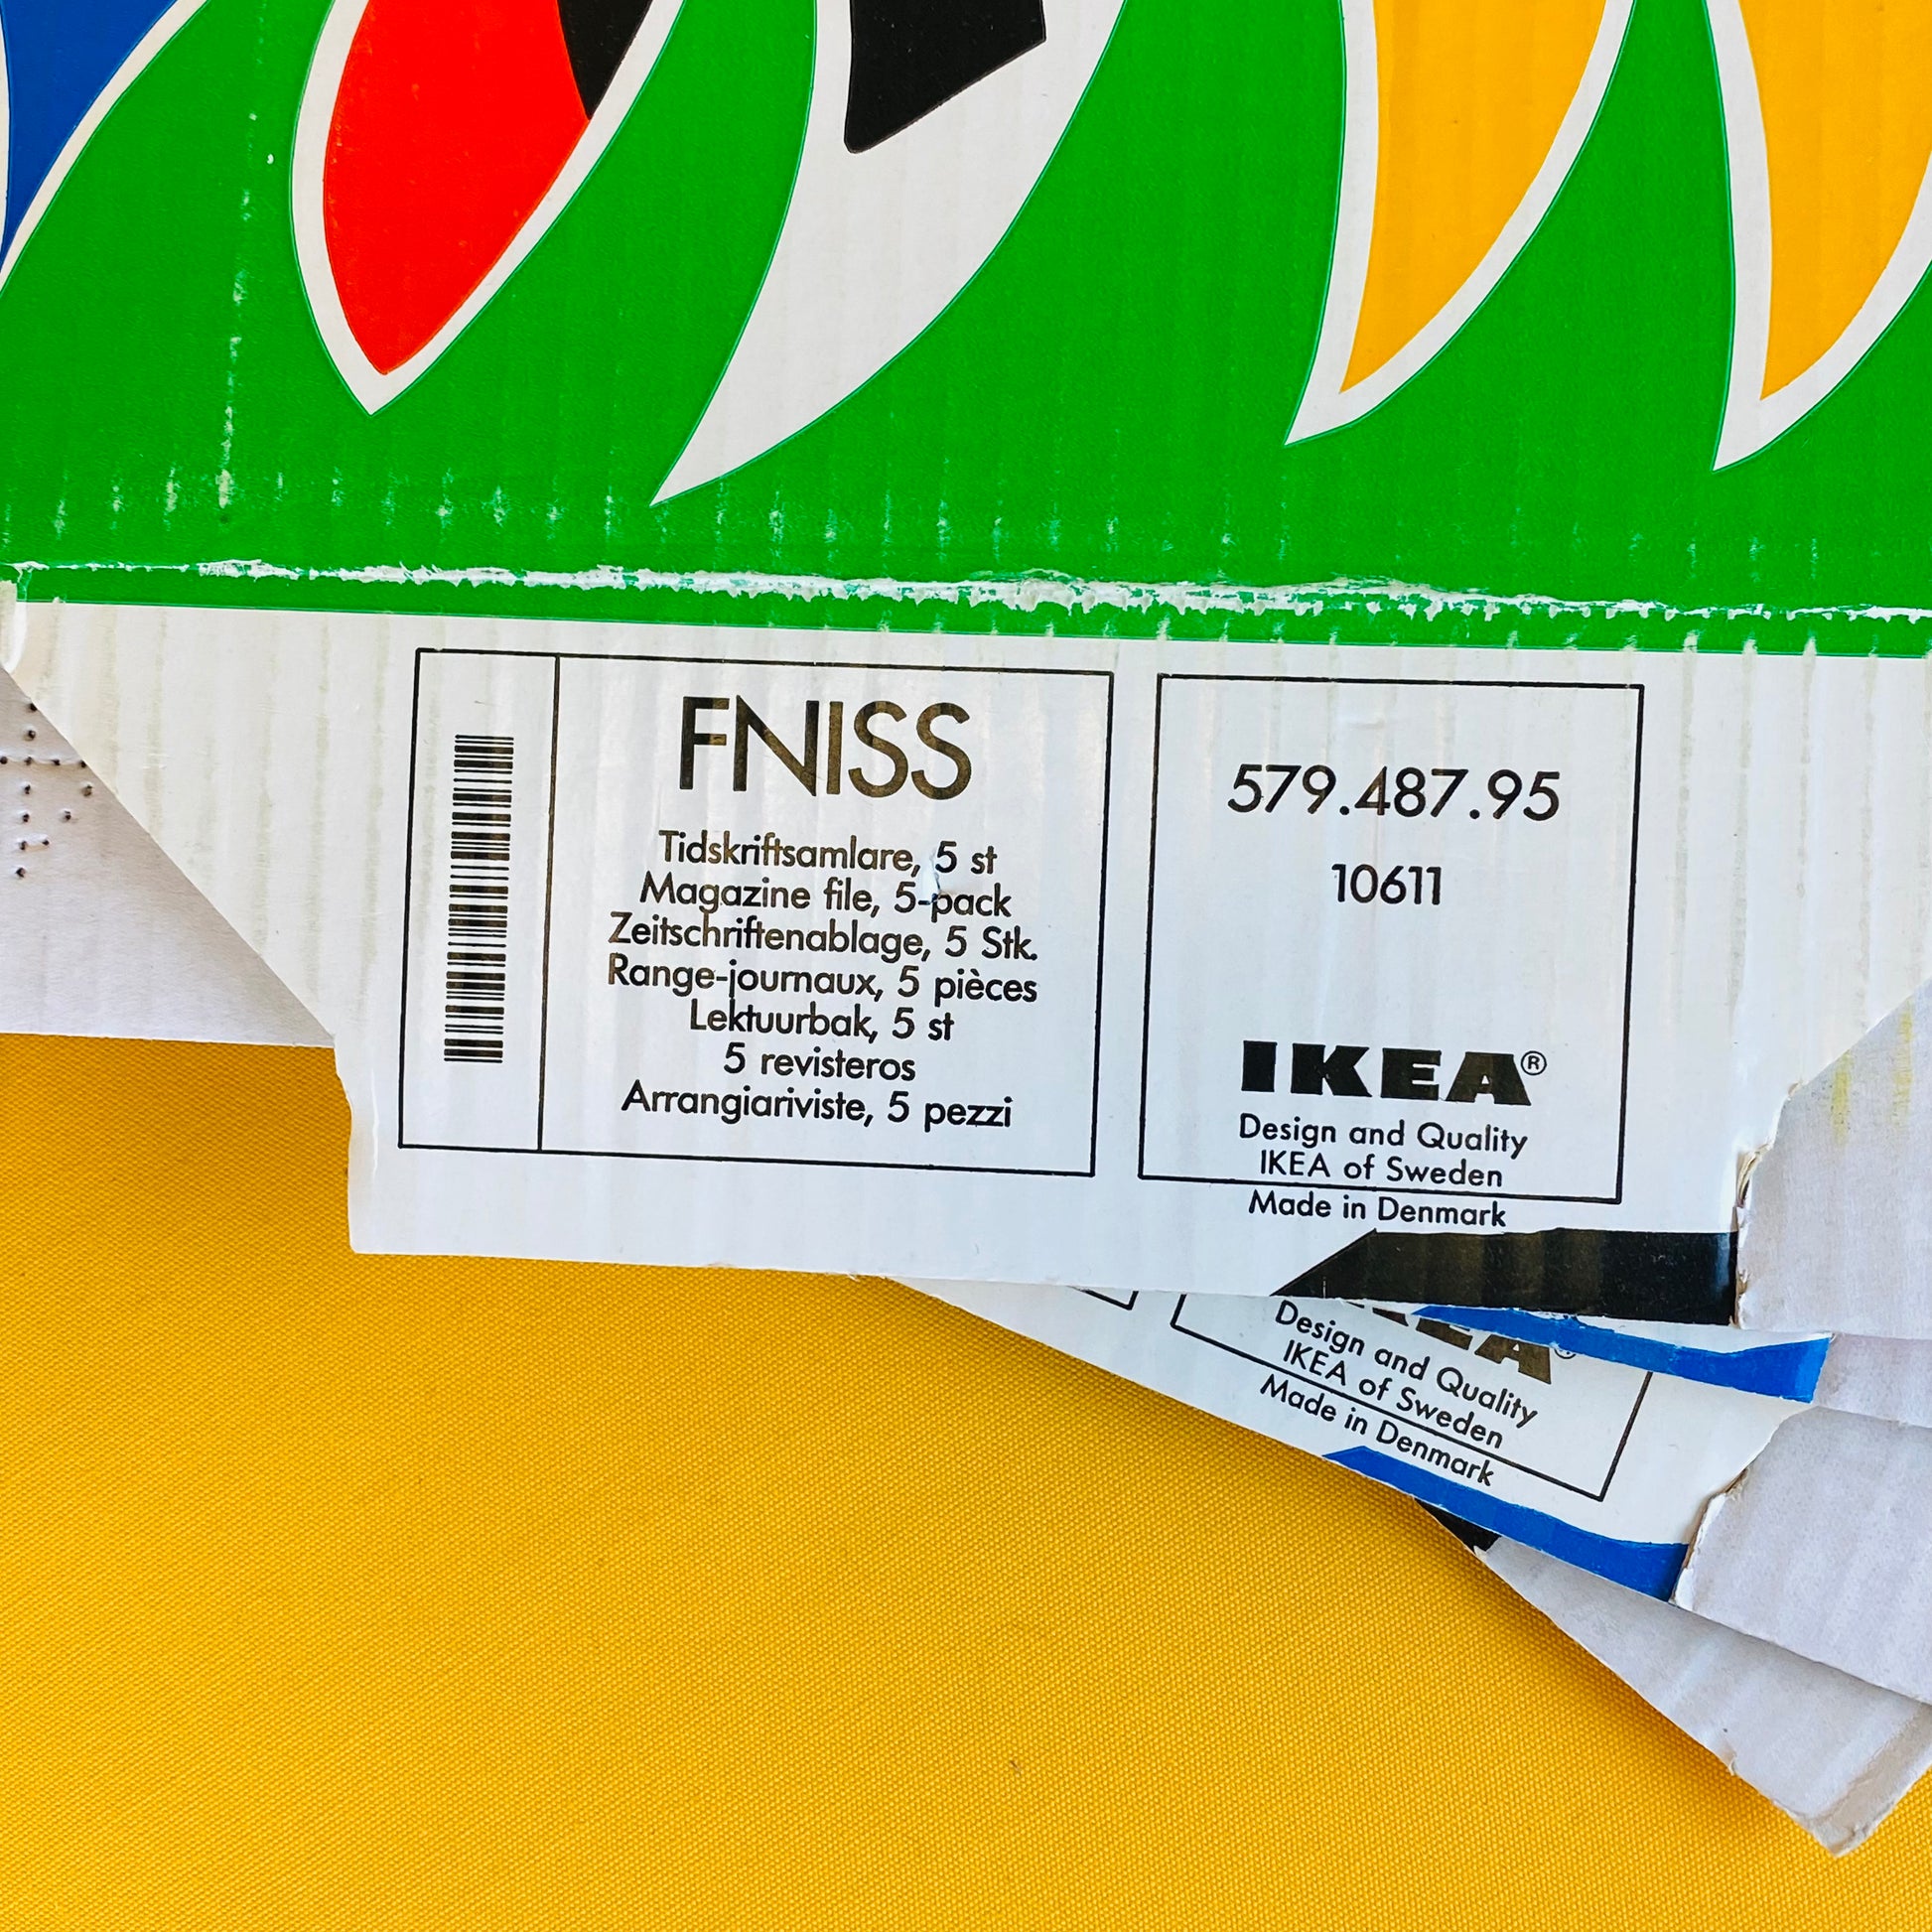 FNISS
Tidskriftsamlare, 5 st
Magazine file, 5-pack
Zeitschriftenablage, 5 Stk.
Range-journaux, 5 pièces
Lektuurbak, 5 st
5 revisteros
Arrangiariviste, 5 pezzi
579.487.95
10611
IKEA®
Design and Quality
IKEA of Sweden
Made in Denmark
IKEA®
Design and Quality
IKEA of Sweden
Made in Denmark